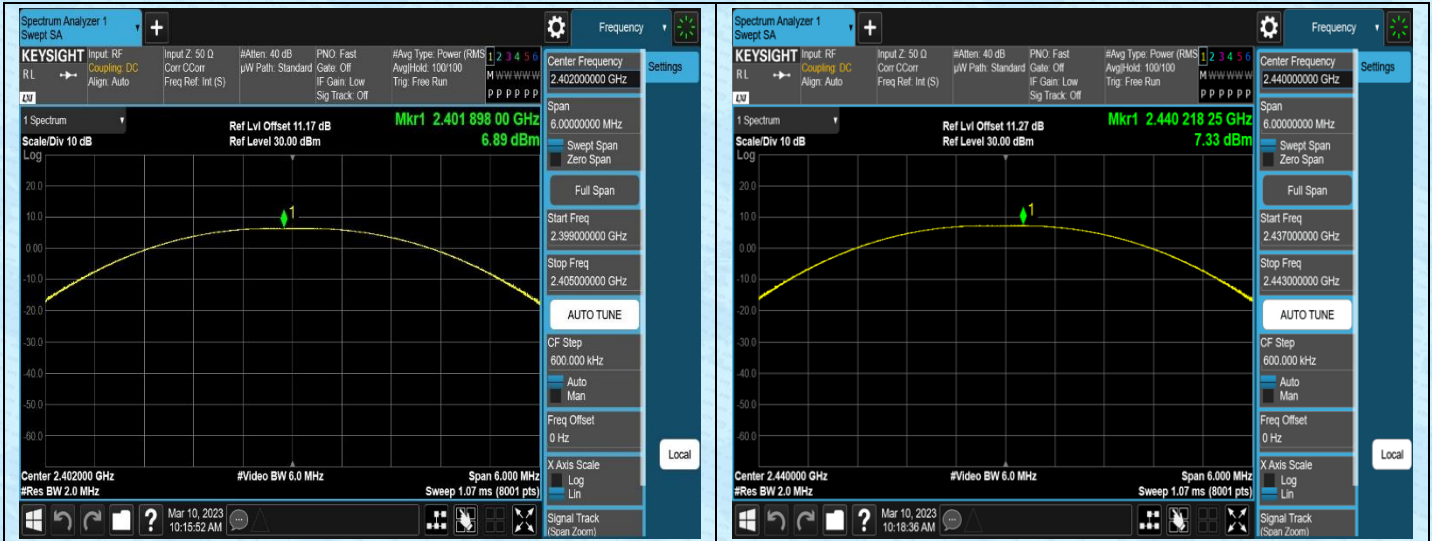 Spectrum Analyzer 1
Swept SA
+
Frequency
KEYSIGHT
Input: RF
Coupling: DC
Align: Auto
Input Z: 50 Ω
Corr CCorr
Freq Ref: Int (S)
#Atten: 40 dB
µW Path: Standard
PNO: Fast
Gate: Off
IF Gain: Low
Sig Track: Off
#Avg Type: Power (RMS
Avg|Hold: 100/100
Trig: Free Run
1 2 3 4 5 6
M W W W W W
P P P P P P
RL
LXI
Center Frequency
2.402000000 GHz
Settings
1 Spectrum
Scale/Div 10 dB
Log
Ref Lvl Offset 11.17 dB
Ref Level 30.00 dBm
Mkr1 2.401 898 00 GHz
6.89 dBm
Span
6.00000000 MHz
Swept Span
Zero Span
Full Span
Start Freq
2.399000000 GHz
Stop Freq
2.405000000 GHz
AUTO TUNE
CF Step
600.000 kHz
Auto
Man
Freq Offset
0 Hz
X Axis Scale
Log
Lin
Signal Track
(Span Zoom)
Local
20.0
10.0
0.00
-10.0
-20.0
-30.0
-40.0
-50.0
-60.0
1
Center 2.402000 GHz
#Res BW 2.0 MHz
#Video BW 6.0 MHz
Span 6.000 MHz
Sweep 1.07 ms (8001 pts)
?
Mar 10, 2023
10:15:52 AM
Spectrum Analyzer 1
Swept SA
+
Frequency
KEYSIGHT
Input: RF
Coupling: DC
Align: Auto
Input Z: 50 Ω
Corr CCorr
Freq Ref: Int (S)
#Atten: 40 dB
µW Path: Standard
PNO: Fast
Gate: Off
IF Gain: Low
Sig Track: Off
#Avg Type: Power (RMS
Avg|Hold: 100/100
Trig: Free Run
1 2 3 4 5 6
M W W W W W
P P P P P P
RL
LXI
Center Frequency
2.440000000 GHz
Settings
1 Spectrum
Scale/Div 10 dB
Log
Ref Lvl Offset 11.27 dB
Ref Level 30.00 dBm
Mkr1 2.440 218 25 GHz
7.33 dBm
Span
6.00000000 MHz
Swept Span
Zero Span
Full Span
Start Freq
2.437000000 GHz
Stop Freq
2.443000000 GHz
AUTO TUNE
CF Step
600.000 kHz
Auto
Man
Freq Offset
0 Hz
X Axis Scale
Log
Lin
Signal Track
(Span Zoom)
Local
20.0
10.0
0.00
-10.0
-20.0
-30.0
-40.0
-50.0
-60.0
1
Center 2.440000 GHz
#Res BW 2.0 MHz
#Video BW 6.0 MHz
Span 6.000 MHz
Sweep 1.07 ms (8001 pts)
?
Mar 10, 2023
10:18:36 AM